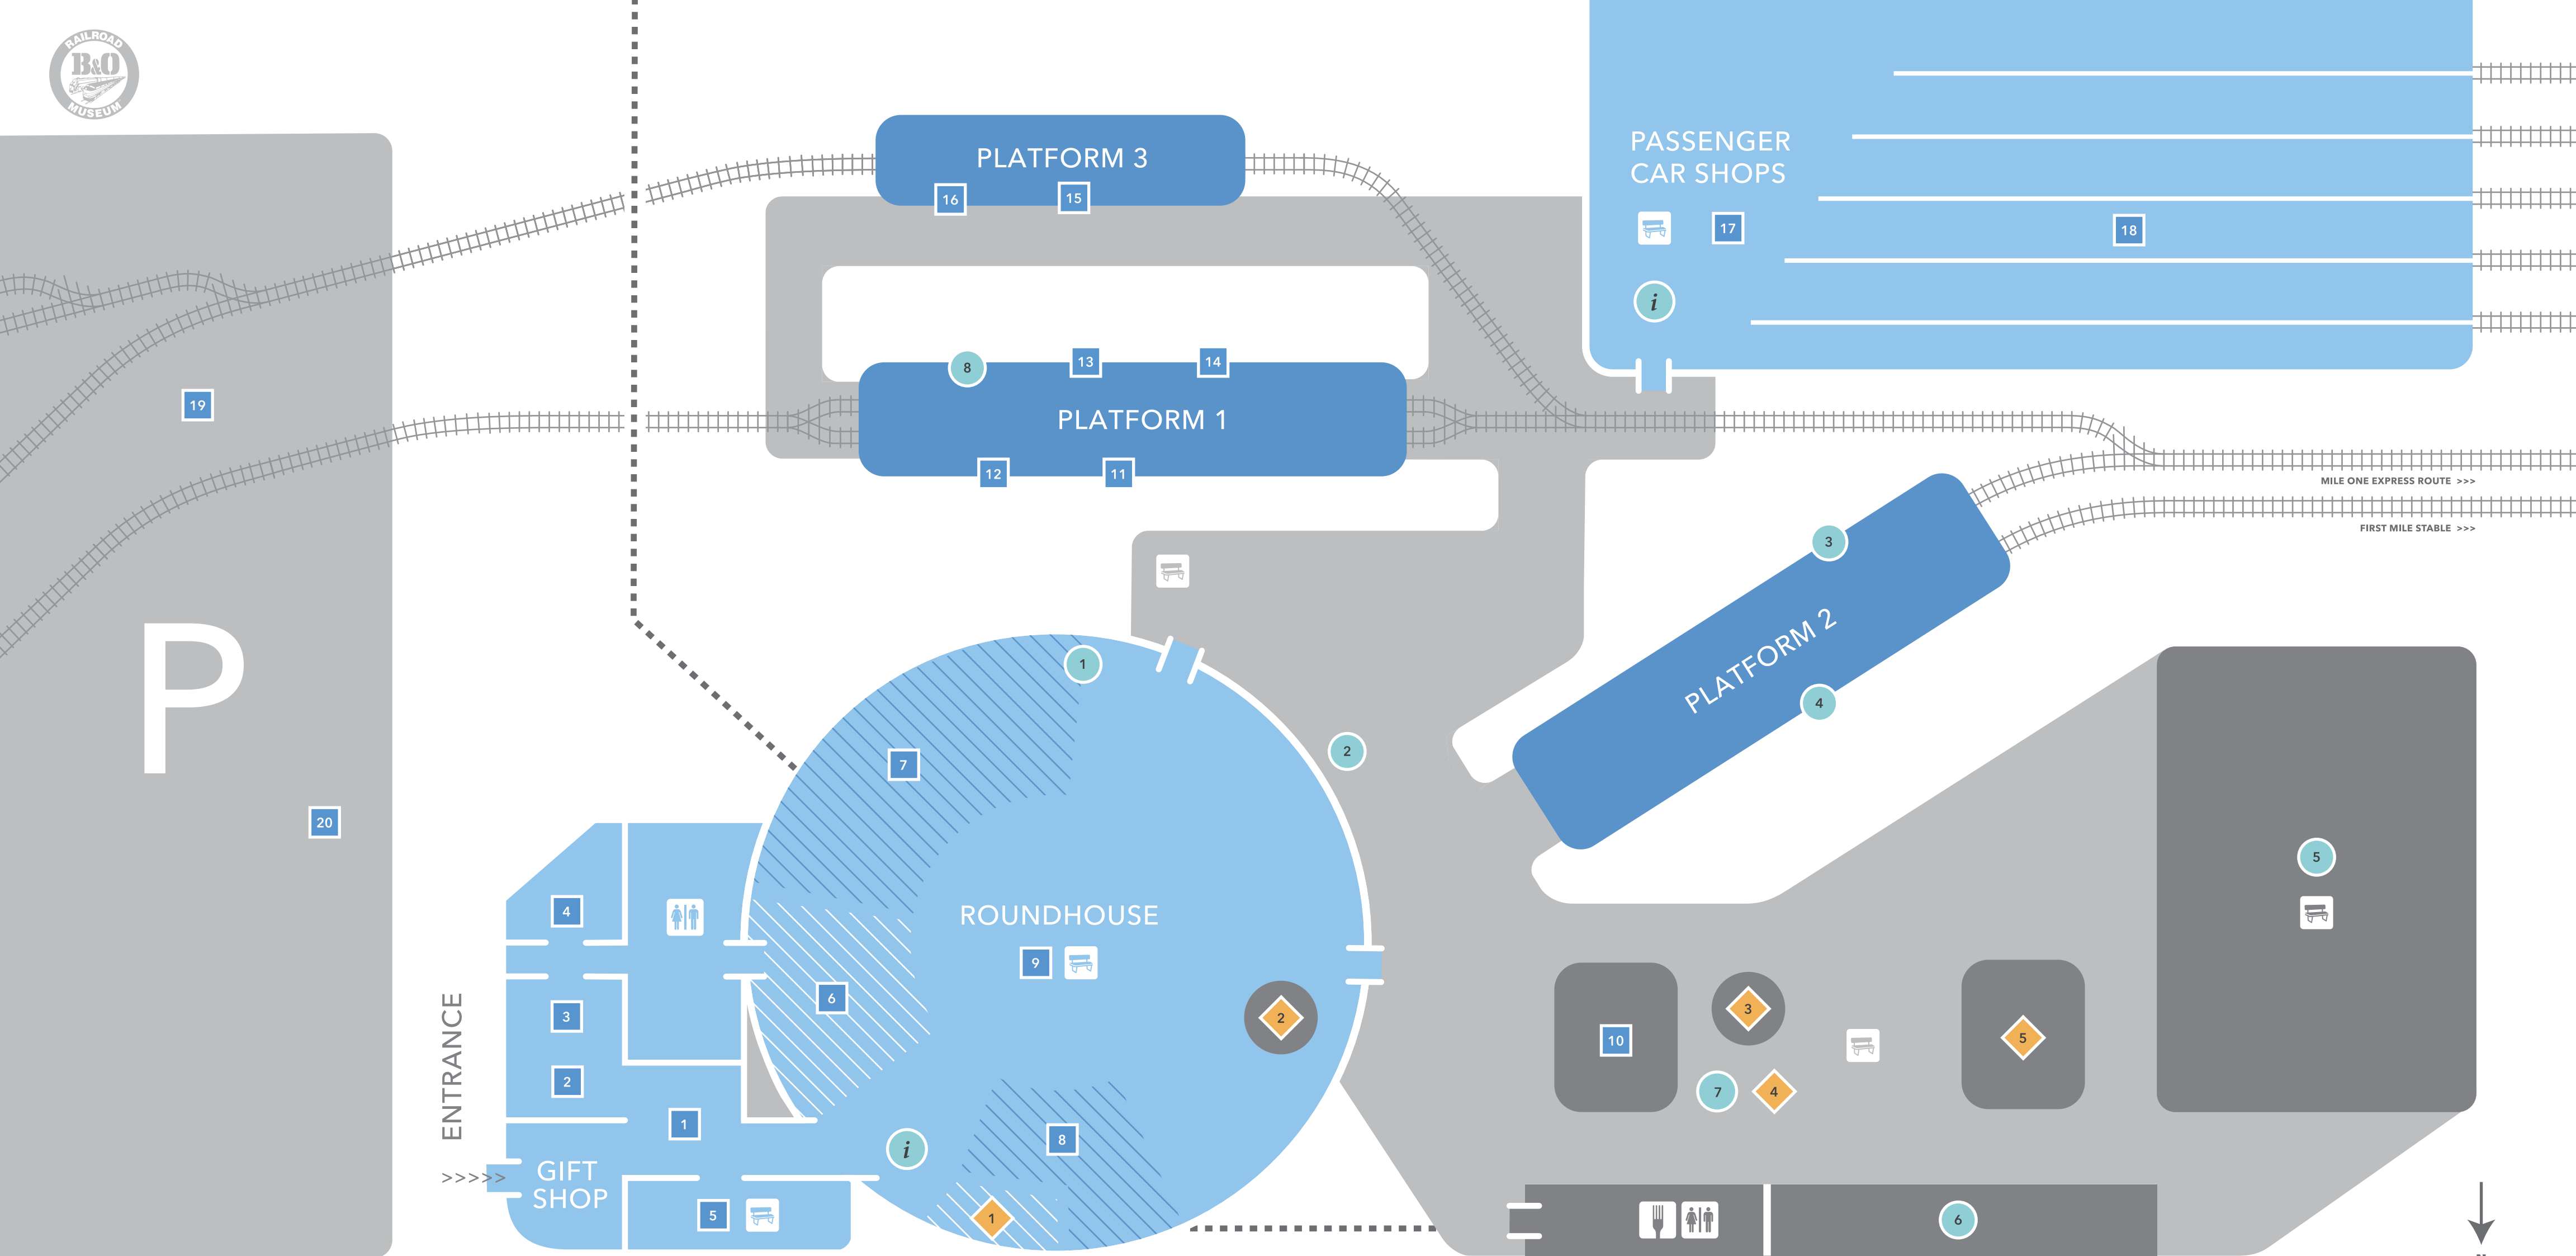 RAILROAD
B&O
MUSEUM
PLATFORM 3
16
15
PASSENGER
CAR SHOPS
17
18
i
8
13
14
PLATFORM 1
12
11
19
MILE ONE EXPRESS ROUTE >>>
FIRST MILE STABLE >>>
3
PLATFORM 2
4
P
20
1
2
7
5
4
ROUNDHOUSE
9
6
2
3
10
3
5
2
7
4
1
ENTRANCE
>>>>>
GIFT
SHOP
i
8
5
1
6